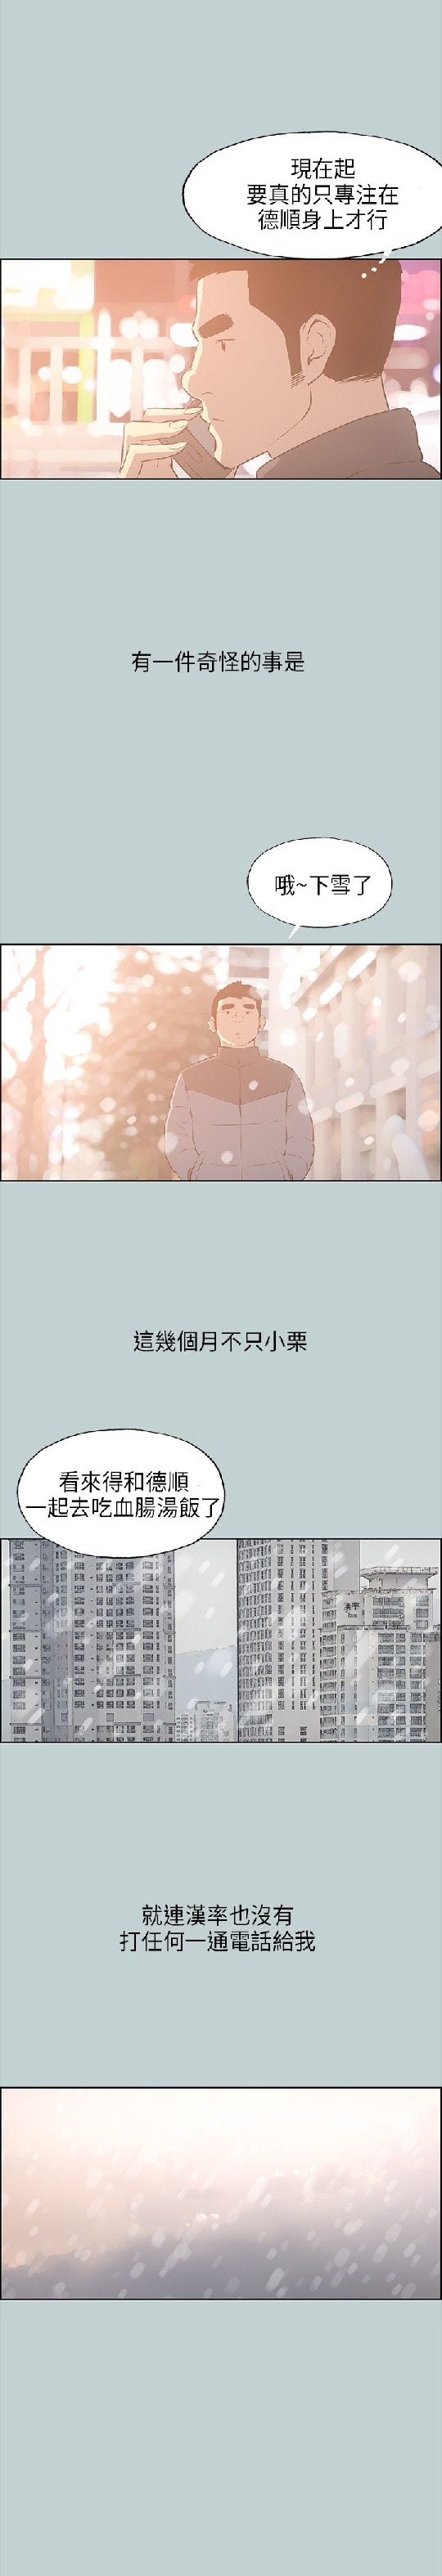 現在起
要真的只專注在
德順身上才行
有一件奇怪的事是
哦~下雪了
這幾個月不只小栗
看來得和德順
一起去吃血腸湯飯了
就連漢率也沒有
打任何一通電話給我